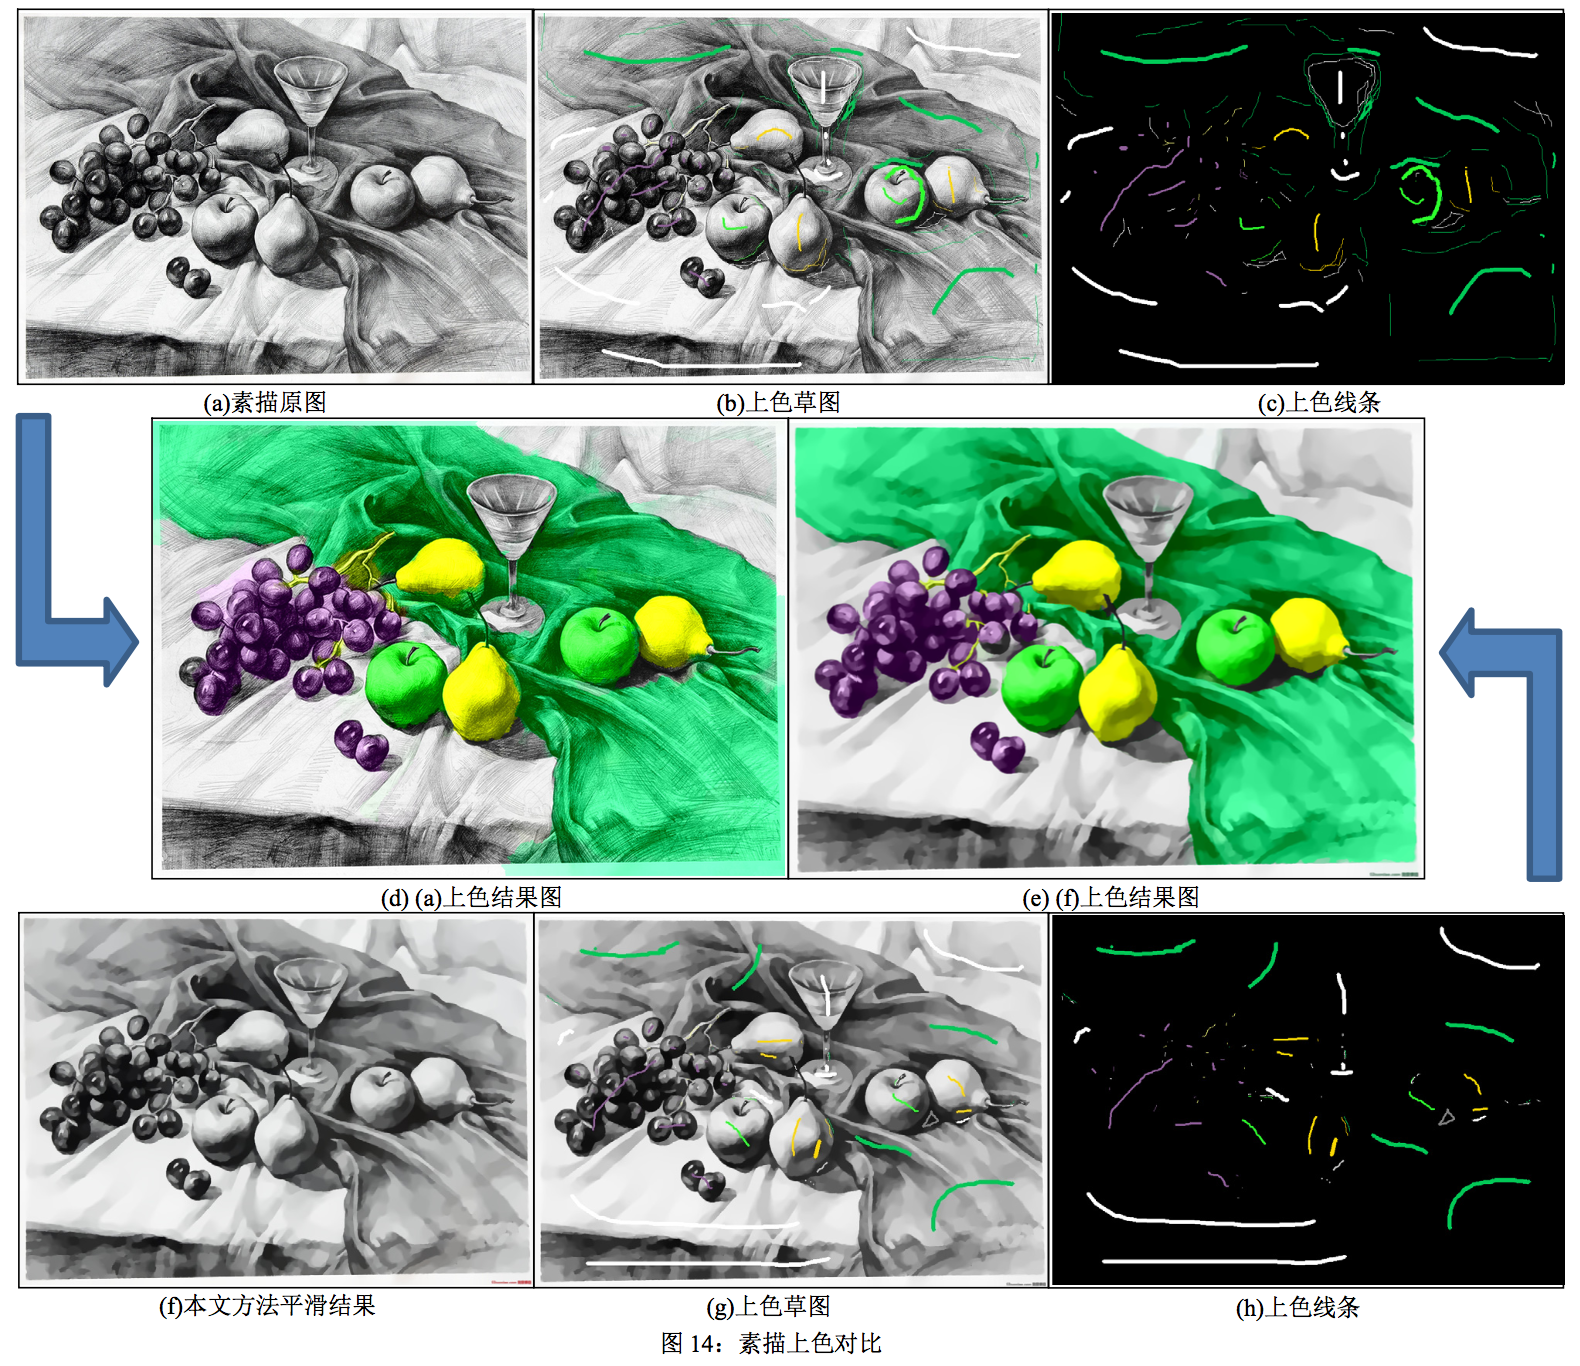 (a)素描原图
(b)上色草图
(c)上色线条
(d) (a)上色结果图
(e) (f)上色结果图
(f)本文方法平滑结果
(g)上色草图
(h)上色线条
图 14：素描上色对比